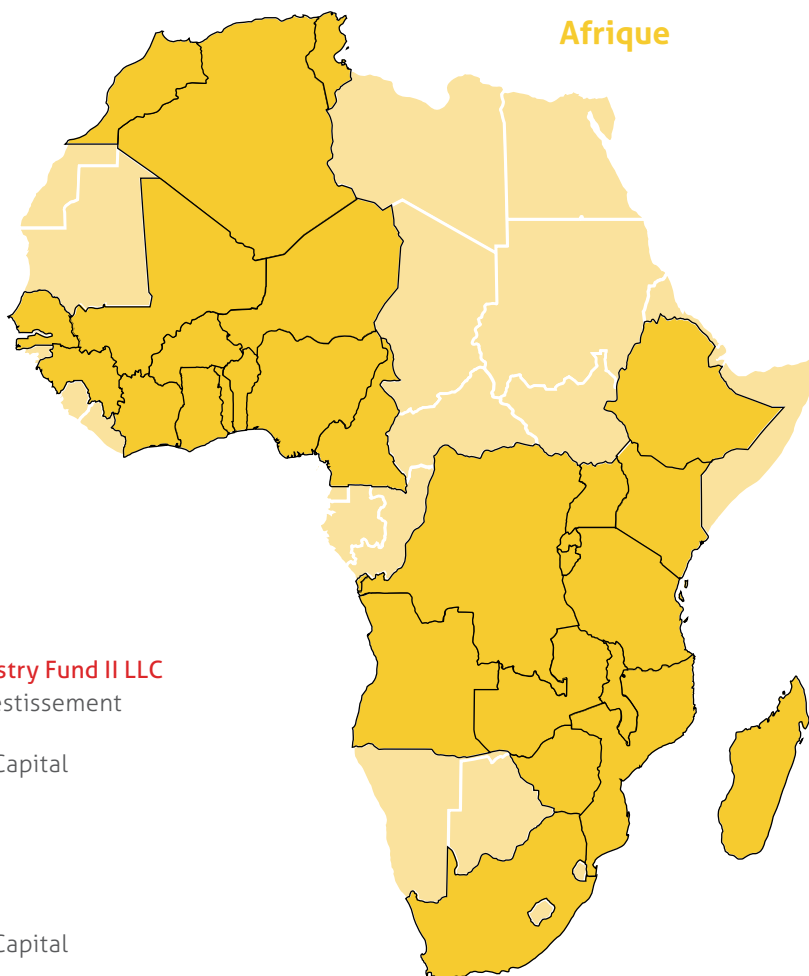 Afrique
stry Fund II LLC
estissement
Capital
Capital